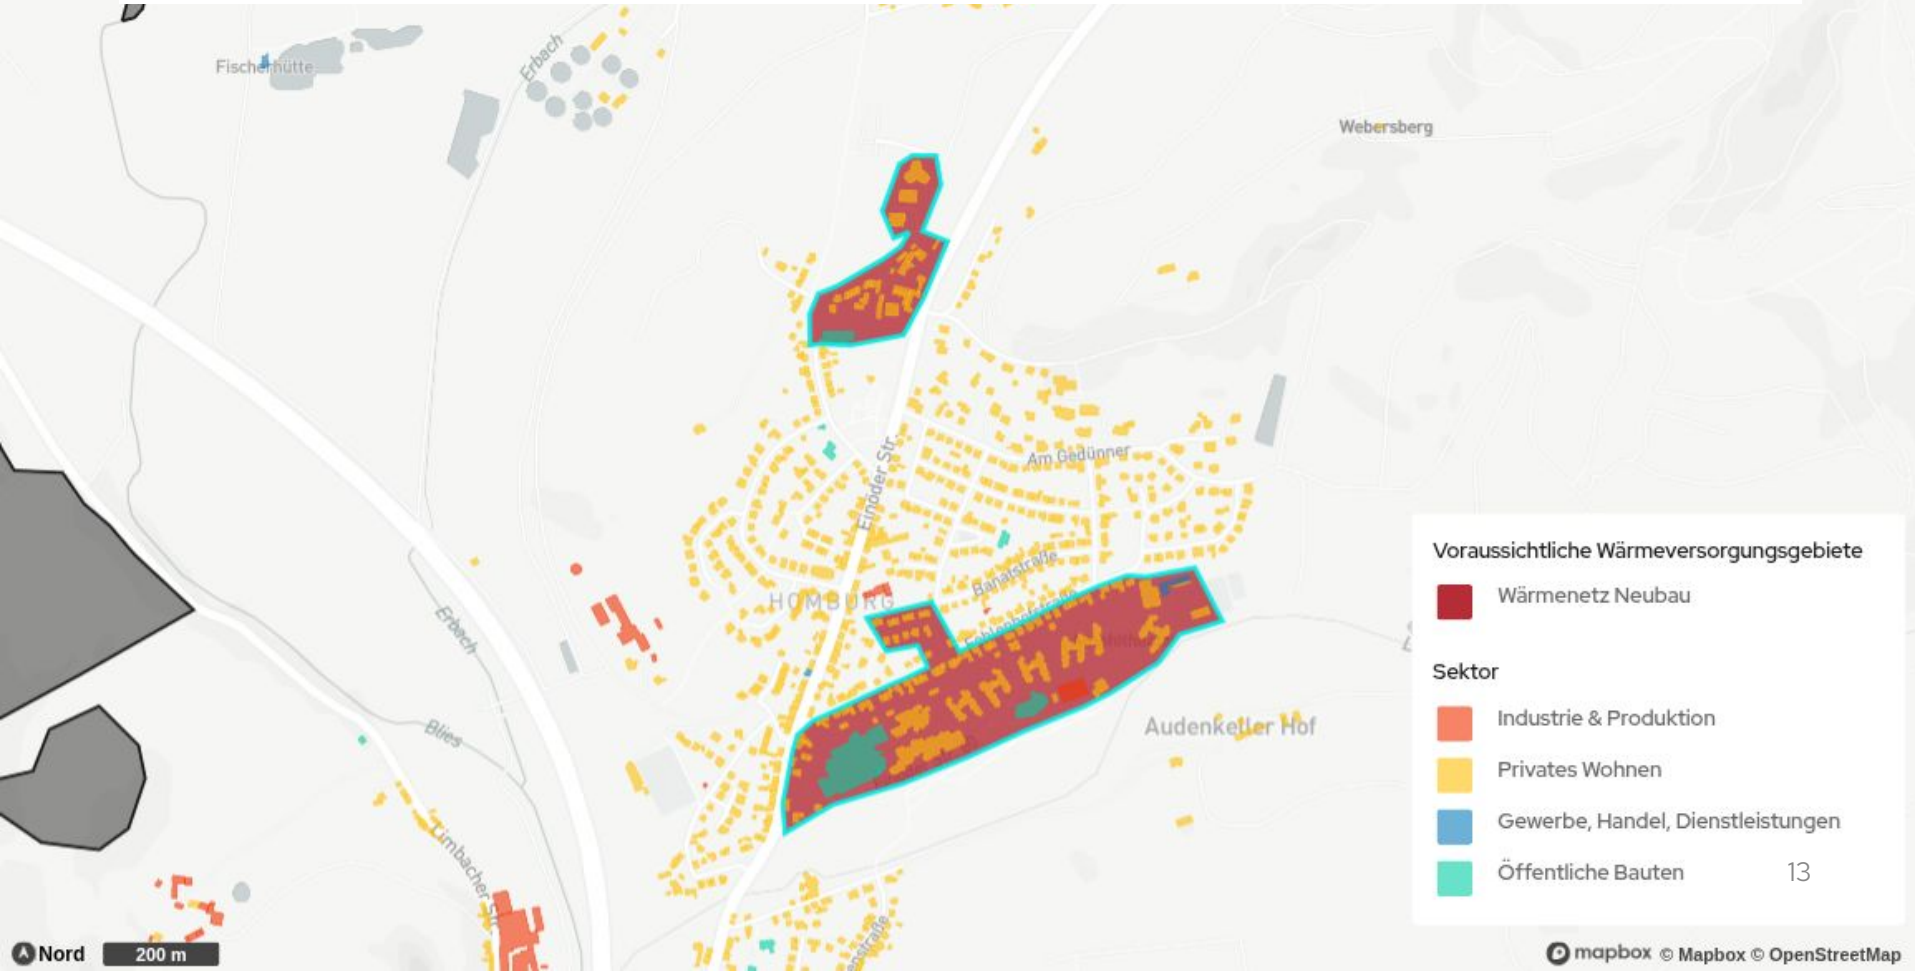 Fischerhütte
Erbach
Webersberg
Am Gedünner
Einöder Str.
Banatstraße
HOMBURG
Erbach
Blies
Audenkeller Hof
Limbacher Str.
Voraussichtliche Wärmeversorgungsgebiete
Wärmenetz Neubau
Sektor
Industrie & Produktion
Privates Wohnen
Gewerbe, Handel, Dienstleistungen
Öffentliche Bauten
13
Nord
200 m
mapbox © Mapbox © OpenStreetMap